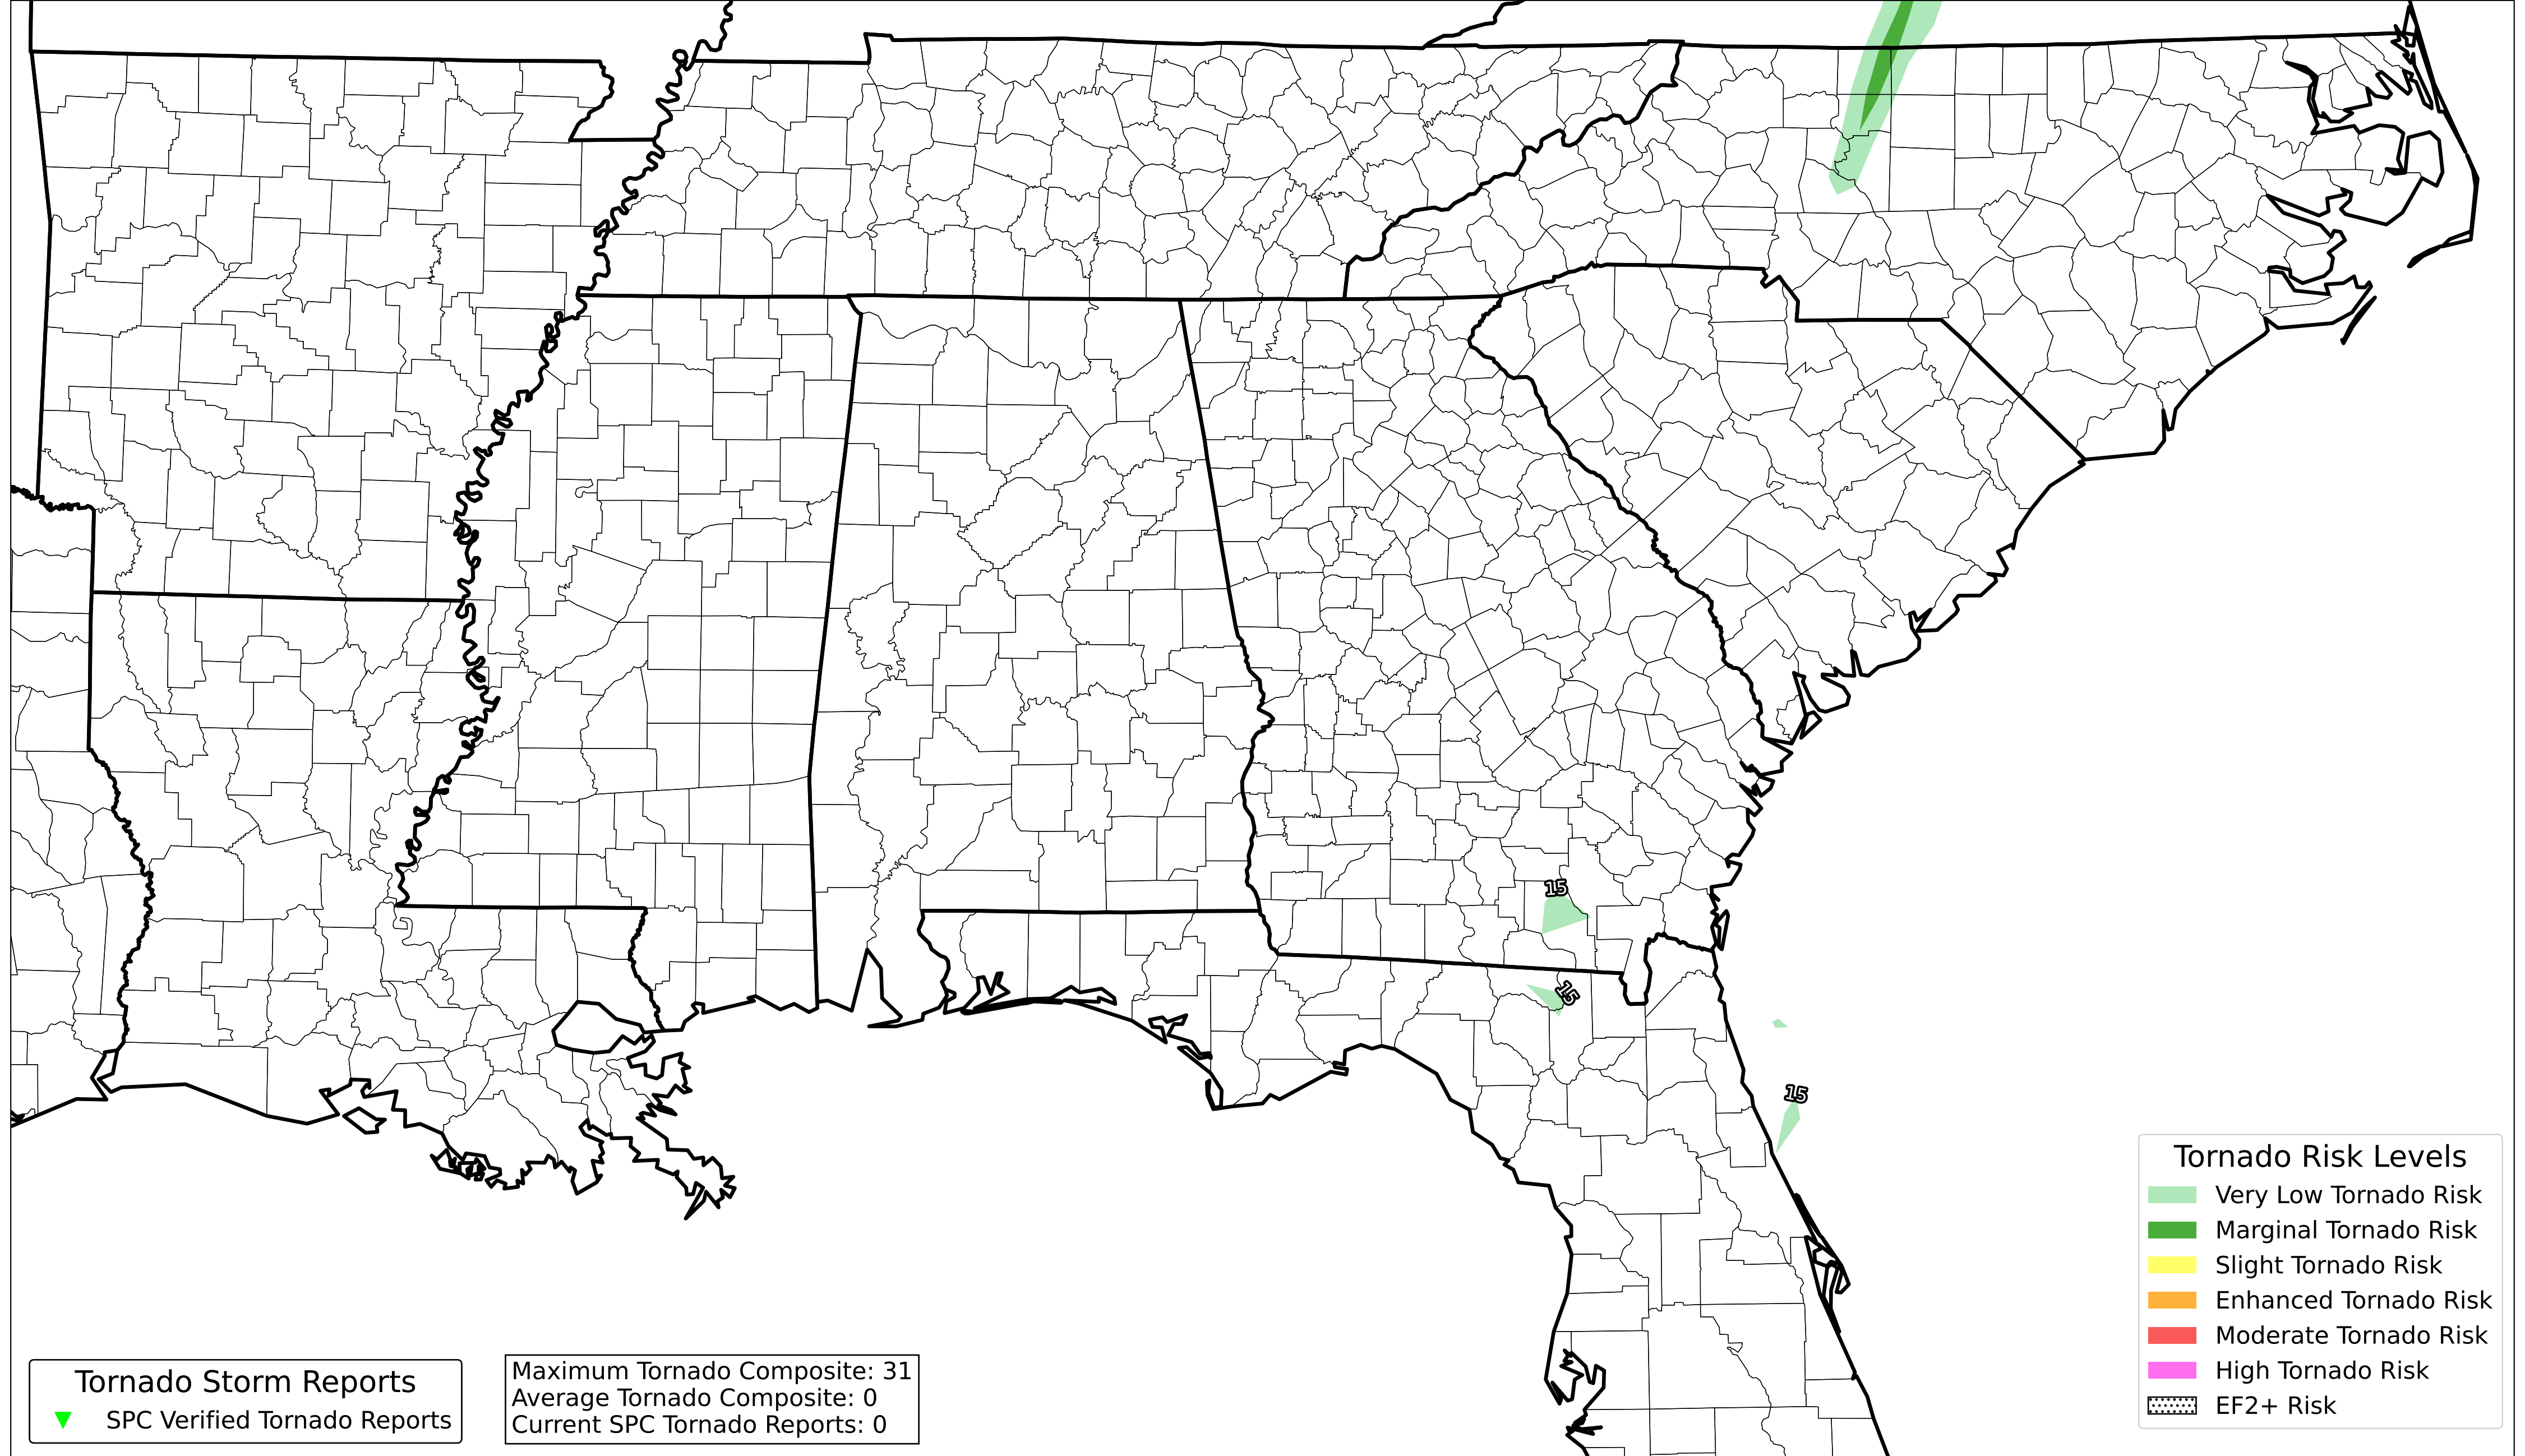 15
15
15
Tornado Risk Levels
Very Low Tornado Risk
Marginal Tornado Risk
Slight Tornado Risk
Enhanced Tornado Risk
Moderate Tornado Risk
High Tornado Risk
EF2+ Risk
Tornado Storm Reports
SPC Verified Tornado Reports
Maximum Tornado Composite: 31
Average Tornado Composite: 0
Current SPC Tornado Reports: 0